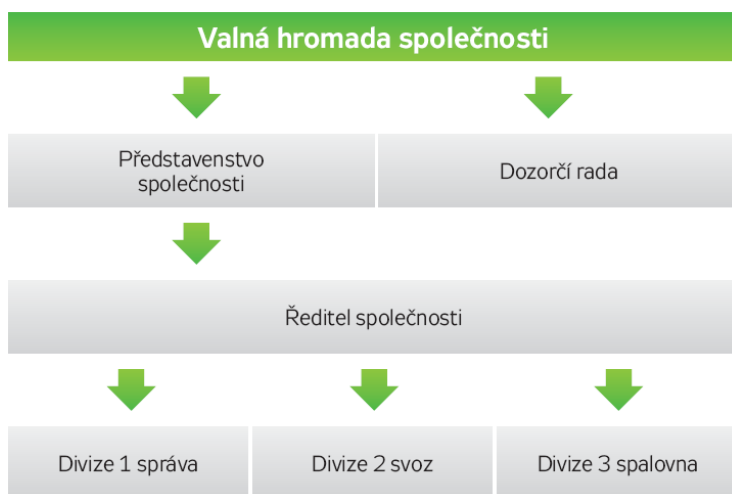 Valná hromada společnosti
Představenstvo
společnosti
Dozorčí rada
Ředitel společnosti
Divize 1 správa
Divize 2 svoz
Divize 3 spalovna